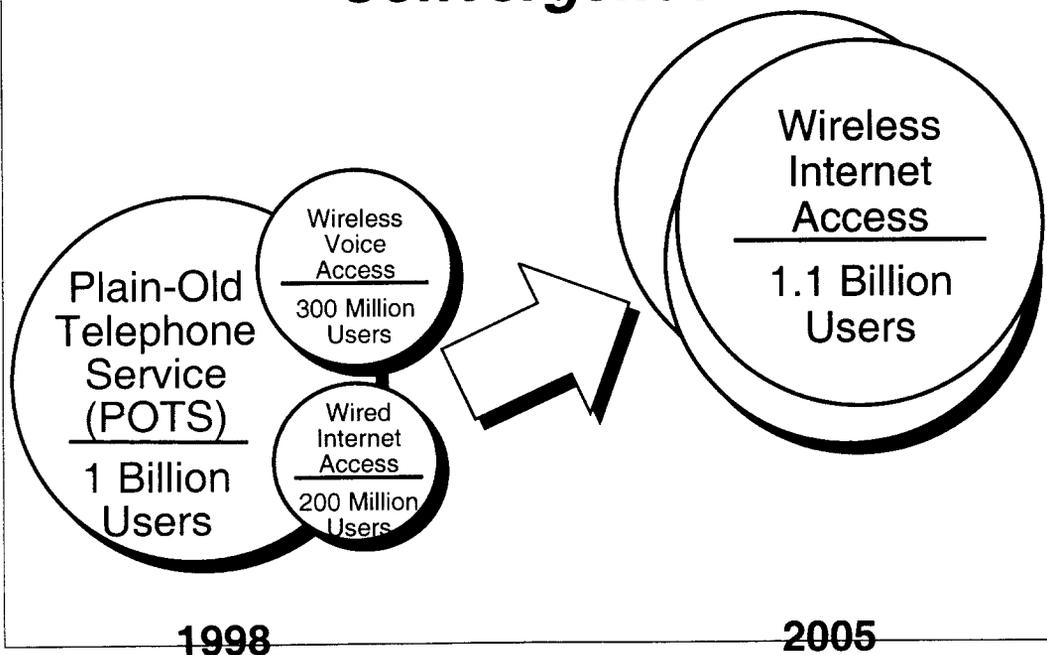 Plain-Old
Telephone
Service
(POTS)
1 Billion
Users
Wireless
Voice
Access
300 Million
Users
Wired
Internet
Access
200 Million
Users
Wireless
Internet
Access
1.1 Billion
Users
1998
2005